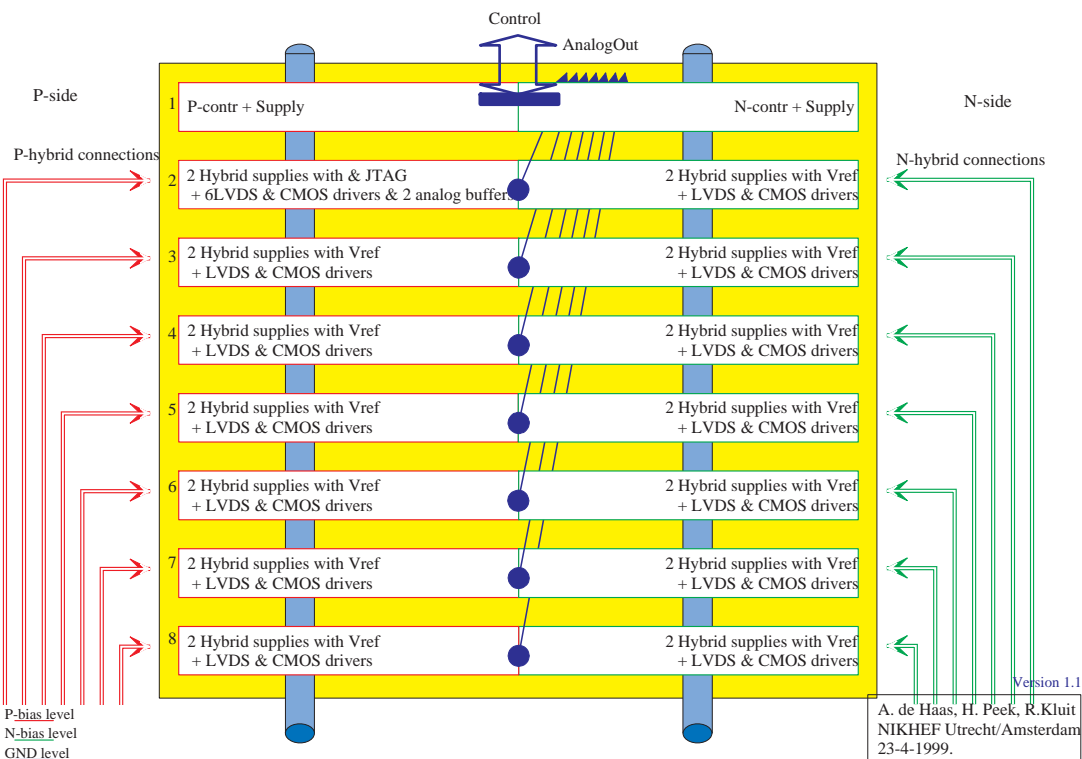 Control
AnalogOut
P-side
N-side
1
P-contr + Supply
N-contr + Supply
P-hybrid connections
N-hybrid connections
2
2 Hybrid supplies with & JTAG
+ 6LVDS & CMOS drivers & 2 analog buffers
2 Hybrid supplies with Vref
+ LVDS & CMOS drivers
3
2 Hybrid supplies with Vref
+ LVDS & CMOS drivers
2 Hybrid supplies with Vref
+ LVDS & CMOS drivers
4
2 Hybrid supplies with Vref
+ LVDS & CMOS drivers
2 Hybrid supplies with Vref
+ LVDS & CMOS drivers
5
2 Hybrid supplies with Vref
+ LVDS & CMOS drivers
2 Hybrid supplies with Vref
+ LVDS & CMOS drivers
6
2 Hybrid supplies with Vref
+ LVDS & CMOS drivers
2 Hybrid supplies with Vref
+ LVDS & CMOS drivers
7
2 Hybrid supplies with Vref
+ LVDS & CMOS drivers
2 Hybrid supplies with Vref
+ LVDS & CMOS drivers
8
2 Hybrid supplies with Vref
+ LVDS & CMOS drivers
2 Hybrid supplies with Vref
+ LVDS & CMOS drivers
P-bias level
N-bias level
GND level
Version 1.1
A. de Haas, H. Peek, R.Kluit
NIKHEF Utrecht/Amsterdam
23-4-1999.